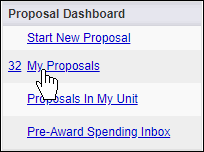 Proposal Dashboard
Start New Proposal
32 My Proposals
Proposals In My Unit
Pre-Award Spending Inbox